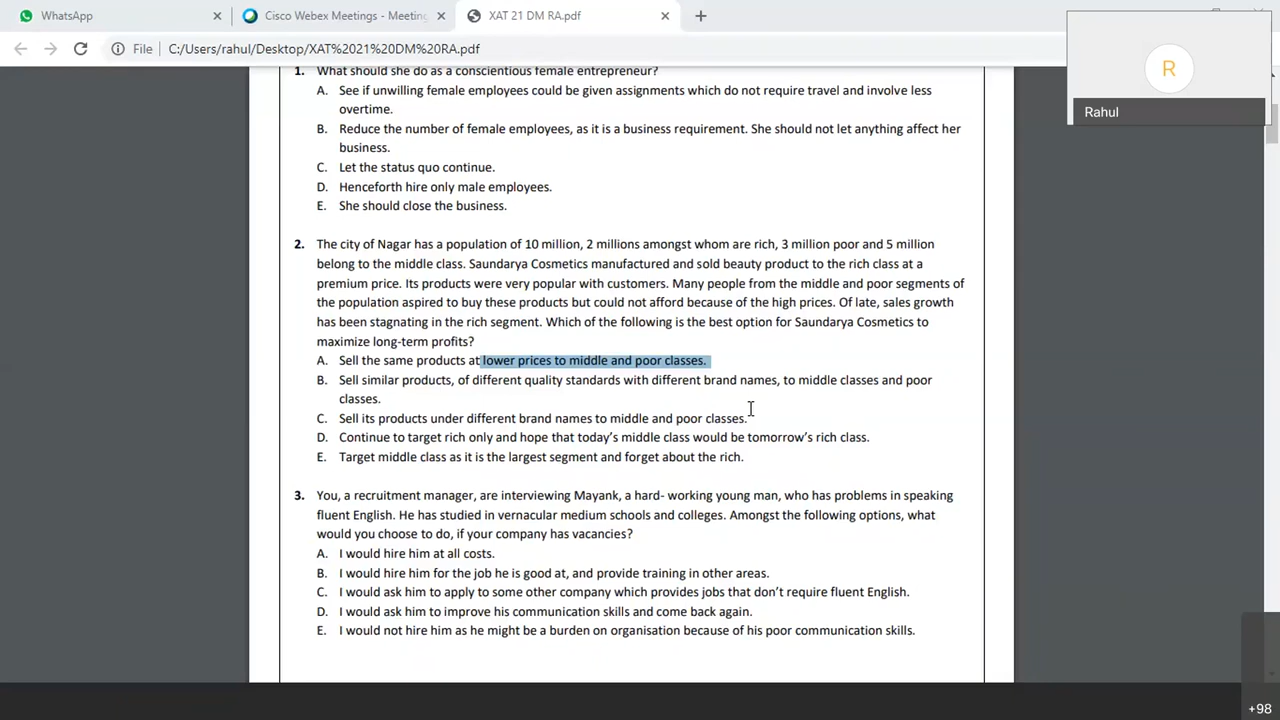 WhatsApp
Cisco Webex Meetings - Meeting
XAT 21 DM RA.pdf
File C:/Users/rahul/Desktop/XAT%2021%20DM%20RA.pdf
R
Rahul
1. What should she do as a conscientious female entrepreneur?
A. See if unwilling female employees could be given assignments which do not require travel and involve less
overtime.
B. Reduce the number of female employees, as it is a business requirement. She should not let anything affect her
business.
C. Let the status quo continue.
D. Henceforth hire only male employees.
E. She should close the business.
2. The city of Nagar has a population of 10 million, 2 millions amongst whom are rich, 3 million poor and 5 million
belong to the middle class. Saundarya Cosmetics manufactured and sold beauty product to the rich class at a
premium price. Its products were very popular with customers. Many people from the middle and poor segments of
the population aspired to buy these products but could not afford because of the high prices. Of late, sales growth
has been stagnating in the rich segment. Which of the following is the best option for Saundarya Cosmetics to
maximize long-term profits?
A. Sell the same products at lower prices to middle and poor classes.
B. Sell similar products, of different quality standards with different brand names, to middle classes and poor
classes.
C. Sell its products under different brand names to middle and poor classes.
D. Continue to target rich only and hope that today's middle class would be tomorrow's rich class.
E. Target middle class as it is the largest segment and forget about the rich.
3. You, a recruitment manager, are interviewing Mayank, a hard- working young man, who has problems in speaking
fluent English. He has studied in vernacular medium schools and colleges. Amongst the following options, what
would you choose to do, if your company has vacancies?
A. I would hire him at all costs.
B. I would hire him for the job he is good at, and provide training in other areas.
C. I would ask him to apply to some other company which provides jobs that don't require fluent English.
D. I would ask him to improve his communication skills and come back again.
E. I would not hire him as he might be a burden on organisation because of his poor communication skills.
+98